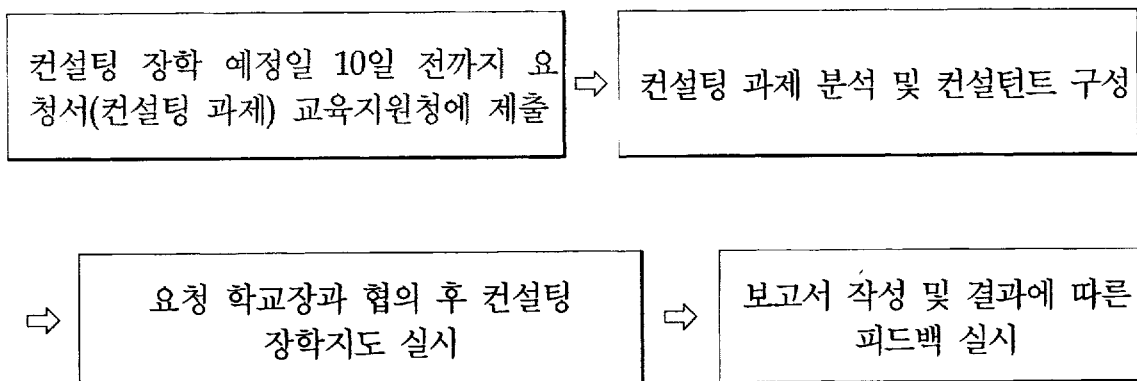 컨설팅 장학 예정일 10일 전까지 요
청서(컨설팅 과제) 교육지원청에 제출
⇨
컨설팅 과제 분석 및 컨설턴트 구성
⇨
요청 학교장과 협의 후 컨설팅
장학지도 실시
⇨
보고서 작성 및 결과에 따른
피드백 실시